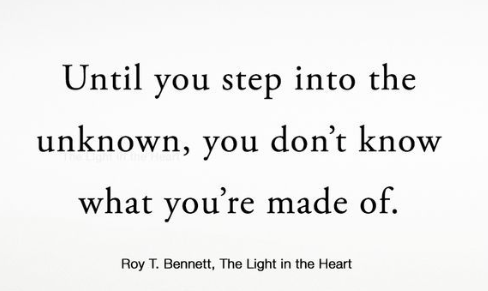 Until you step into the
unknown, you don’t know
what you’re made of.
Roy T. Bennett, The Light in the Heart